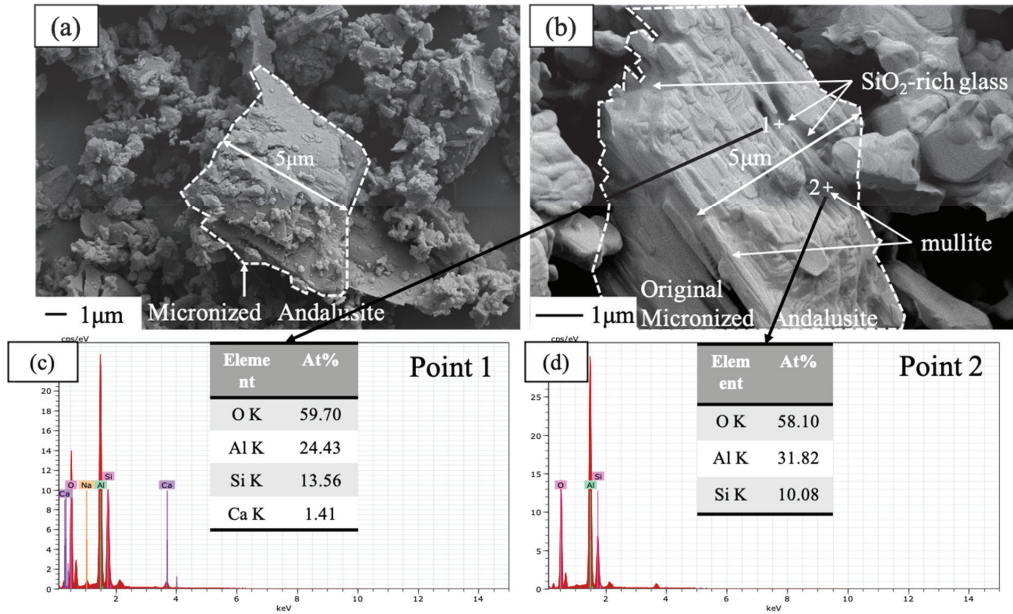 (a)
5μm
Micronized Andalusite
1μm
(b)
SiO2-rich glass
1+
5μm
2+
mullite
Original
Micronized Andalusite
1μm
(c)
cps/eV
Point 1
Eleme
nt
At%
O K
59.70
Al K
24.43
Si K
13.56
Ca K
1.41
20
18
16
14
12
10
8
6
4
2
0
Ca
O
Na
Al
Si
Ca
2
4
6
8
10
12
14
keV
(d)
cps/eV
Point 2
Elem
ent
At%
O K
58.10
Al K
31.82
Si K
10.08
25
20
15
10
5
0
O
Al
Si
2
4
6
8
10
12
14
keV